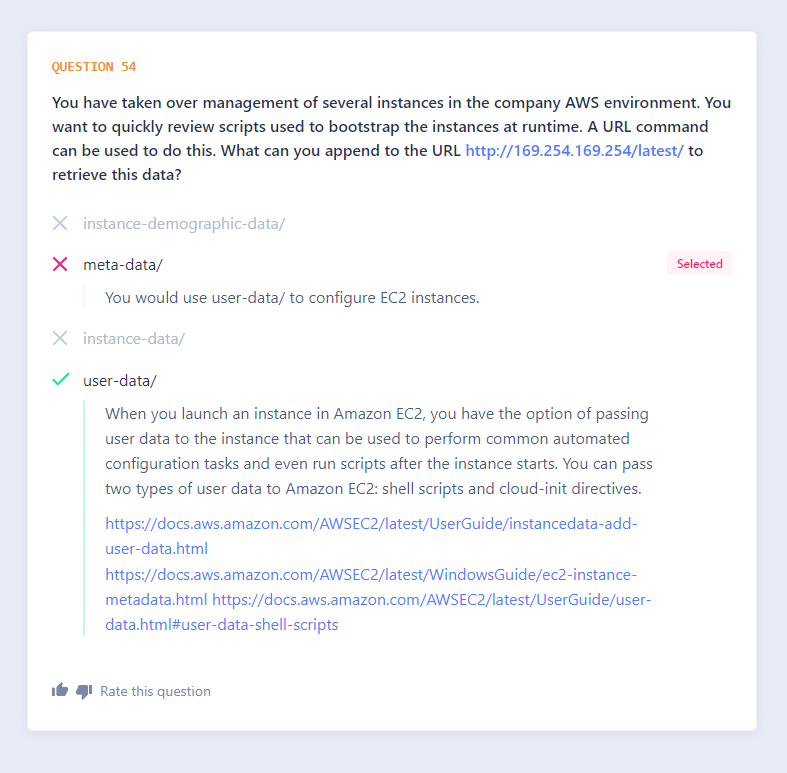 QUESTION 54
You have taken over management of several instances in the company AWS environment. You
want to quickly review scripts used to bootstrap the instances at runtime. A URL command
can be used to do this. What can you append to the URL http://169.254.169.254/latest/ to
retrieve this data?
instance-demographic-data/
meta-data/
Selected
You would use user-data/ to configure EC2 instances.
instance-data/
user-data/
When you launch an instance in Amazon EC2, you have the option of passing
user data to the instance that can be used to perform common automated
configuration tasks and even run scripts after the instance starts. You can pass
two types of user data to Amazon EC2: shell scripts and cloud-init directives.
https://docs.aws.amazon.com/AWSEC2/latest/UserGuide/instancedata-add-
user-data.html
https://docs.aws.amazon.com/AWSEC2/latest/WindowsGuide/ec2-instance-
metadata.html https://docs.aws.amazon.com/AWSEC2/latest/UserGuide/user-
data.html#user-data-shell-scripts
Rate this question